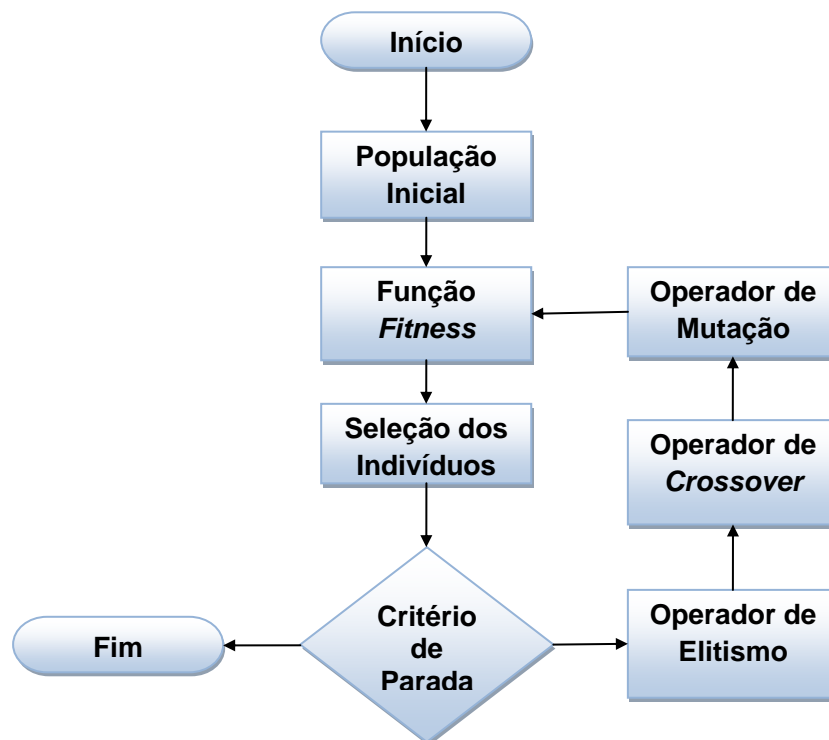 Início
População
Inicial
Função
Fitness
Operador de
Mutação
Seleção dos
Indivíduos
Operador de
Crossover
Critério
de
Parada
Operador de
Elitismo
Fim